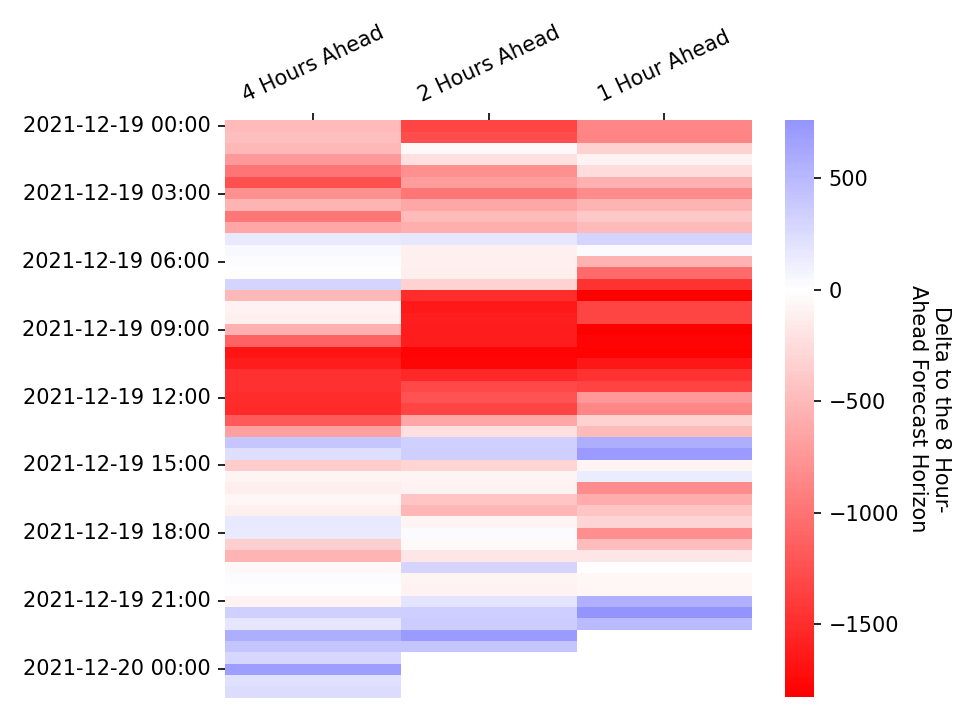 4 Hours Ahead
2 Hours Ahead
1 Hour Ahead
2021-12-19 00:00
2021-12-19 03:00
2021-12-19 06:00
2021-12-19 09:00
2021-12-19 12:00
2021-12-19 15:00
2021-12-19 18:00
2021-12-19 21:00
2021-12-20 00:00
500
0
−500
−1000
−1500
Delta to the 8 Hour-
Ahead Forecast Horizon